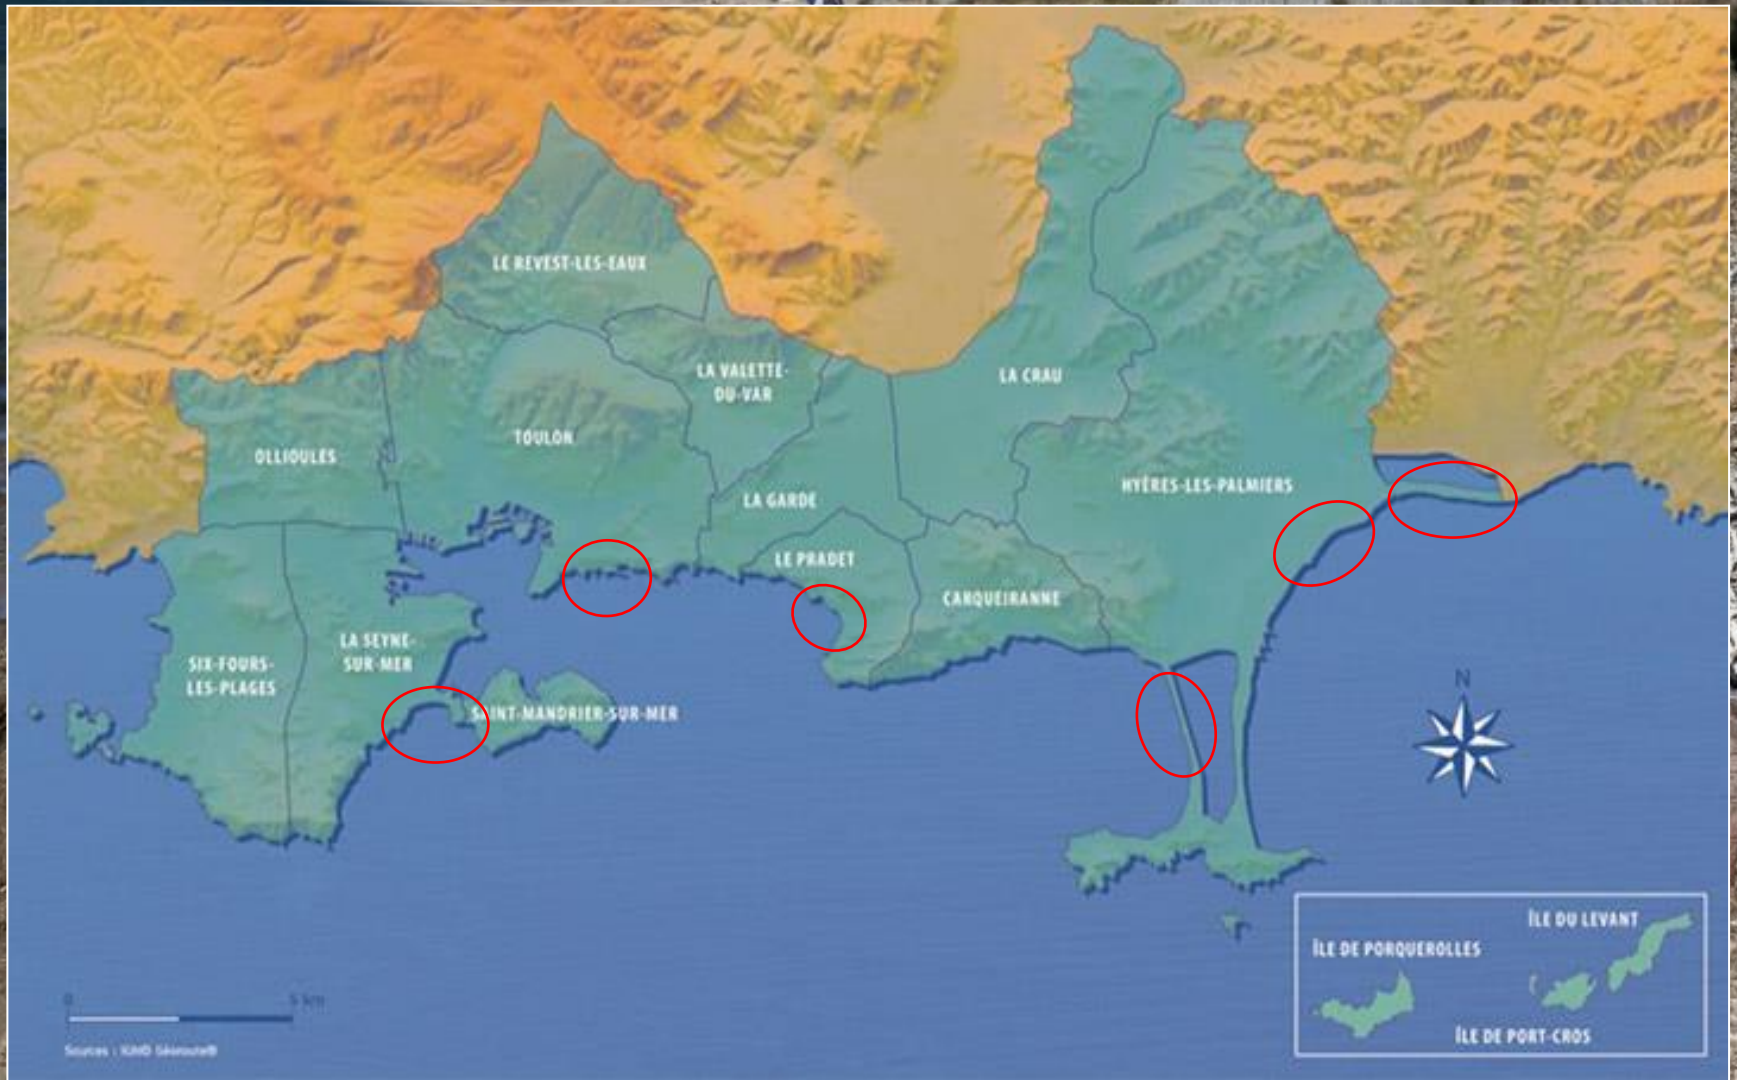 LE REVEST-LES-EAUX
LA VALETTE-
DU-VAR
LA CRAU
TOULON
OLLIOULES
HYÈRES-LES-PALMIERS
LA GARDE
LE PRADET
CARQUEIRANNE
LA SEYNE-
SUR-MER
SIX-FOURS-
LES-PLAGES
SAINT-MANDRIER-SUR-MER
N
ÎLE DU LEVANT
ÎLE DE PORQUEROLLES
ÎLE DE PORT-CROS
0 5 km
Sources :